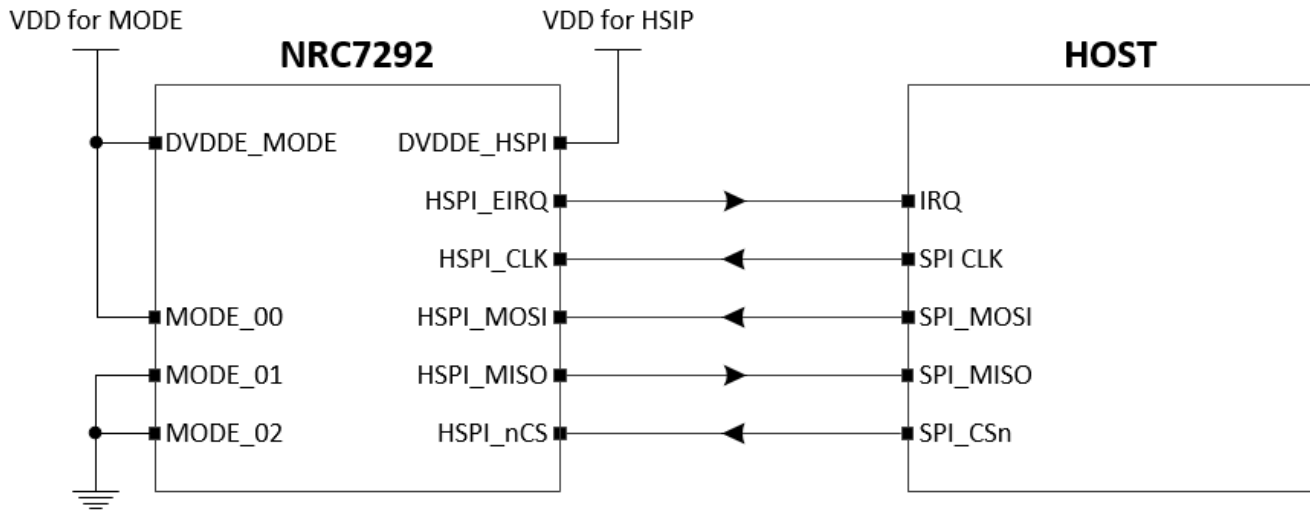 VDD for MODE
VDD for HSIP
NRC7292
HOST
DVDDE_MODE
DVDDE_HSPI
HSPI_EIRQ
IRQ
HSPI_CLK
SPI CLK
MODE_00
HSPI_MOSI
SPI_MOSI
MODE_01
HSPI_MISO
SPI_MISO
MODE_02
HSPI_nCS
SPI_CSn